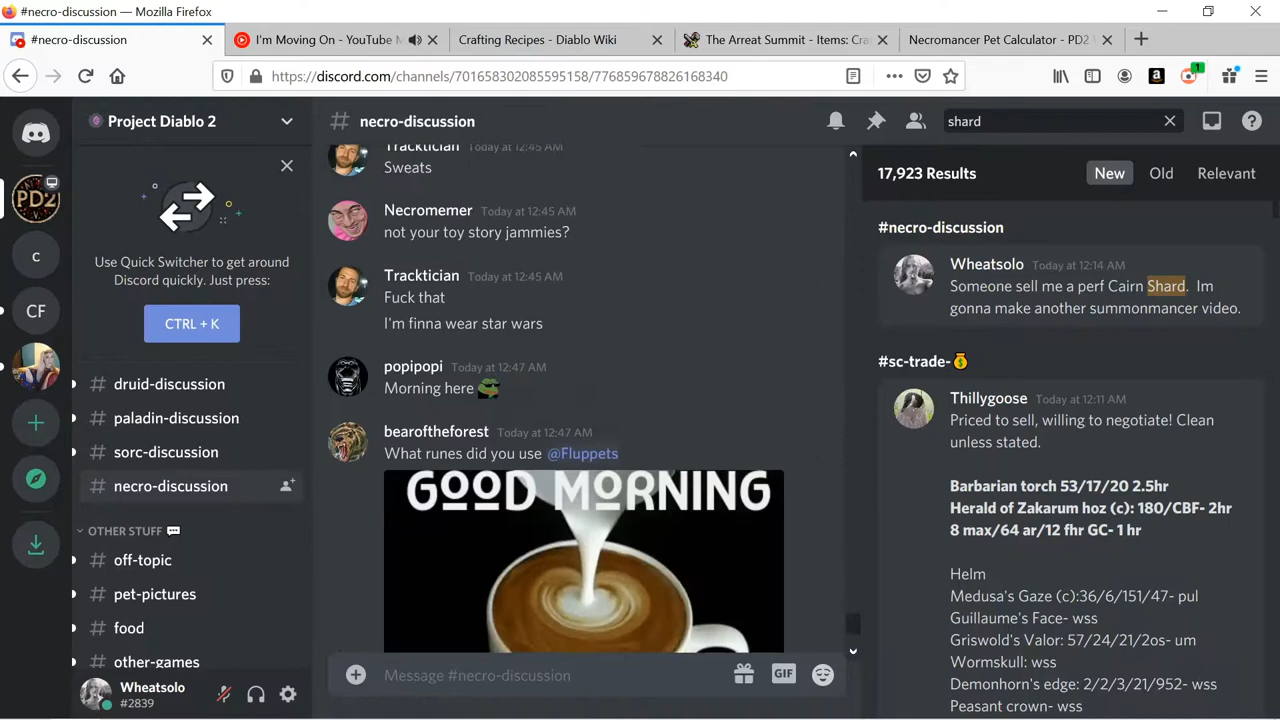 #necro-discussion — Mozilla Firefox
#necro-discussion
I'm Moving On - YouTube M
Crafting Recipes - Diablo Wiki
The Arreat Summit - Items: Cra
Necromancer Pet Calculator - PD2 W
1
https://discord.com/channels/701658302085595158/776859678826168340
Project Diablo 2
necro-discussion
shard
PD2
c
CF
Use Quick Switcher to get around
Discord quickly. Just press:
CTRL + K
druid-discussion
paladin-discussion
sorc-discussion
necro-discussion
OTHER STUFF
off-topic
pet-pictures
food
other-games
Wheatsolo
#2839
Tracktician Today at 12:45 AM
Sweats
Necromemer Today at 12:45 AM
not your toy story jammies?
Tracktician Today at 12:45 AM
Fuck that
I'm finna wear star wars
popipopi Today at 12:47 AM
Morning here
bearoftheforest Today at 12:47 AM
What runes did you use @Fluppets
GOOD MORNING
Message #necro-discussion
GIF
17,923 Results
New
Old
Relevant
#necro-discussion
Wheatsolo Today at 12:14 AM
Someone sell me a perf Cairn Shard. Im
gonna make another summonmancer video.
#sc-trade-💰
Thillygoose Today at 12:11 AM
Priced to sell, willing to negotiate! Clean
unless stated.
Barbarian torch 53/17/20 2.5hr
Herald of Zakarum hoz (c): 180/CBF- 2hr
8 max/64 ar/12 fhr GC- 1 hr
Helm
Medusa's Gaze (c):36/6/151/47- pul
Guillaume's Face- wss
Griswold's Valor: 57/24/21/2os- um
Wormskull: wss
Demonhorn's edge: 2/2/3/21/952- wss
Peasant crown- wss